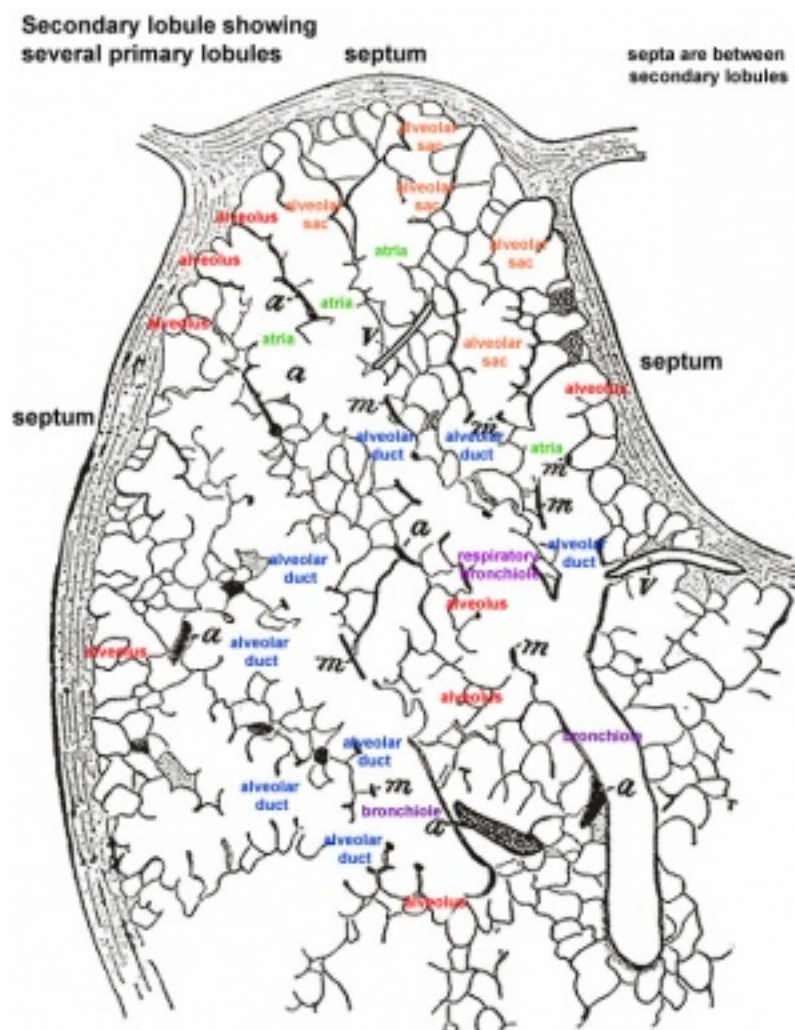 Secondary lobule showing
several primary lobules
septum
septa are between
secondary lobules
alveolar
sac
alveolar
sac
alveolar
sac
alveolus
alveolar
sac
atria
alveolus
a
atria
alveolus
atria
V
alveolar
sac
a
septum
alveolus
m
septum
m
alveolar
duct
alveolar
duct
atria
m
m
a
alveolar
duct
respiratory
bronchiole
alveolar
duct
v
alveolus
a
alveolar
duct
alveolus
m
m
alveolus
bronchiole
alveolar
duct
alveolar
duct
m
a
bronchiole
a
alveolar
duct
alveolus